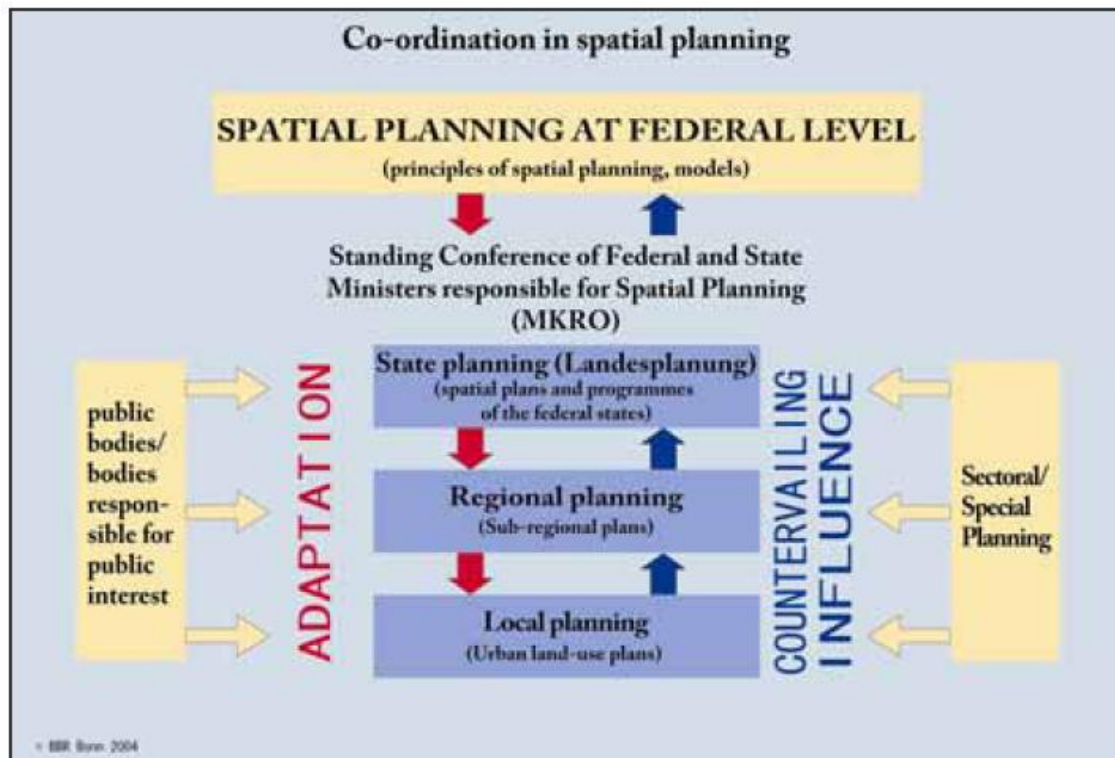 Co-ordination in spatial planning
SPATIAL PLANNING AT FEDERAL LEVEL
(principles of spatial planning, models)
Standing Conference of Federal and State
Ministers responsible for Spatial Planning
(MKRO)
public
bodies/
bodies
respon-
sible for
public
interest
ADAPTATION
State planning (Landesplanung)
(spatial plans and programmes
of the federal states)
Regional planning
(Sub-regional plans)
Local planning
(Urban land-use plans)
COUNTERVAILING
INFLUENCE
Sectoral/
Special
Planning
© BBR Bonn 2004